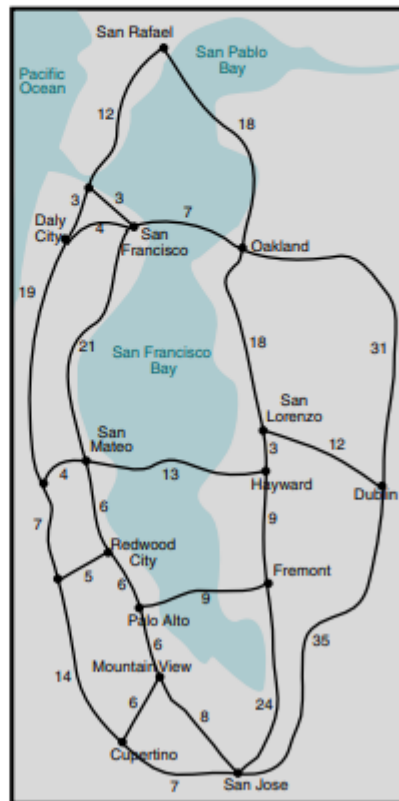 San Rafael
San Pablo
Bay
Pacific
Ocean
12
18
3
3
Daly
City
4
7
San
Francisco
Oakland
19
21
18
31
San Francisco
Bay
San
Lorenzo
San
Mateo
3
12
4
13
Hayward
Dublin
6
9
7
Redwood
City
5
6
Fremont
9
Palo Alto
6
35
14
Mountain View
6
8
24
Cupertino
7
San Jose